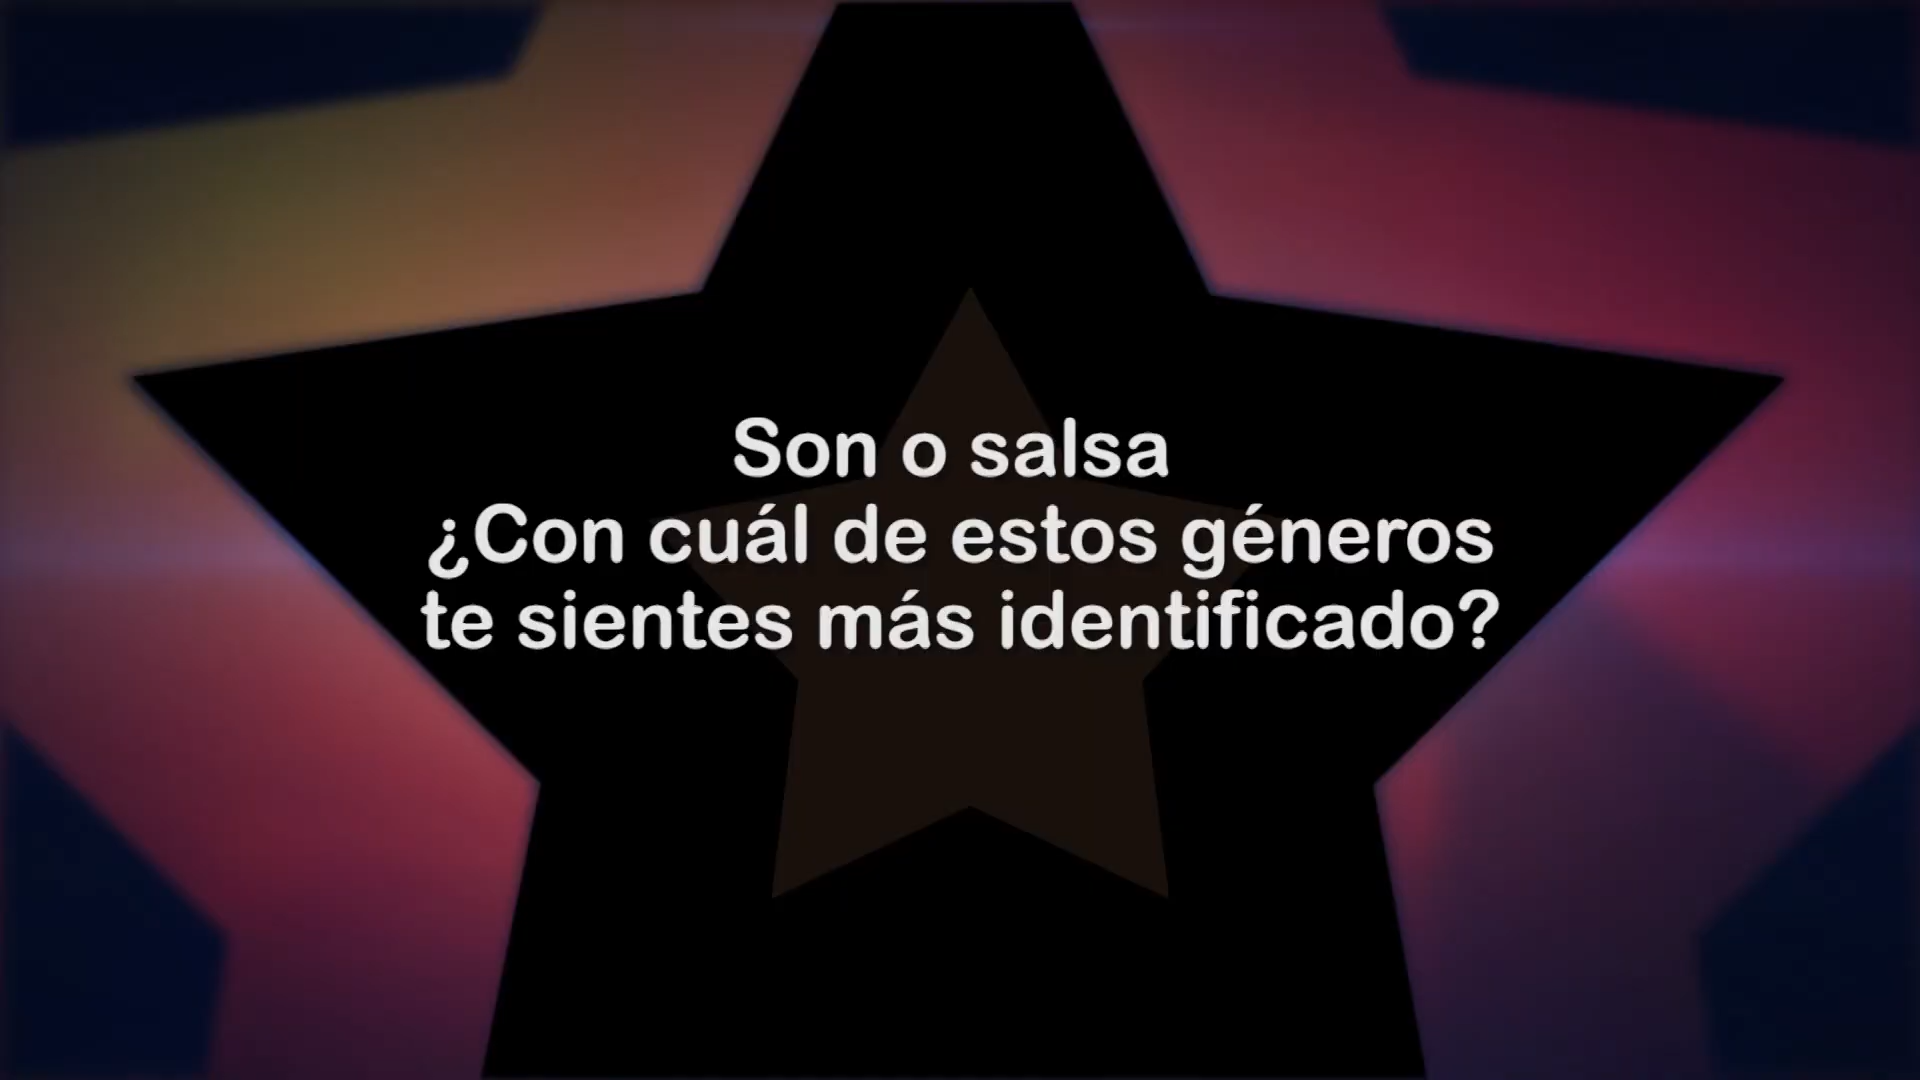 Son o salsa
¿Con cuál de estos géneros
te sientes más identificado?